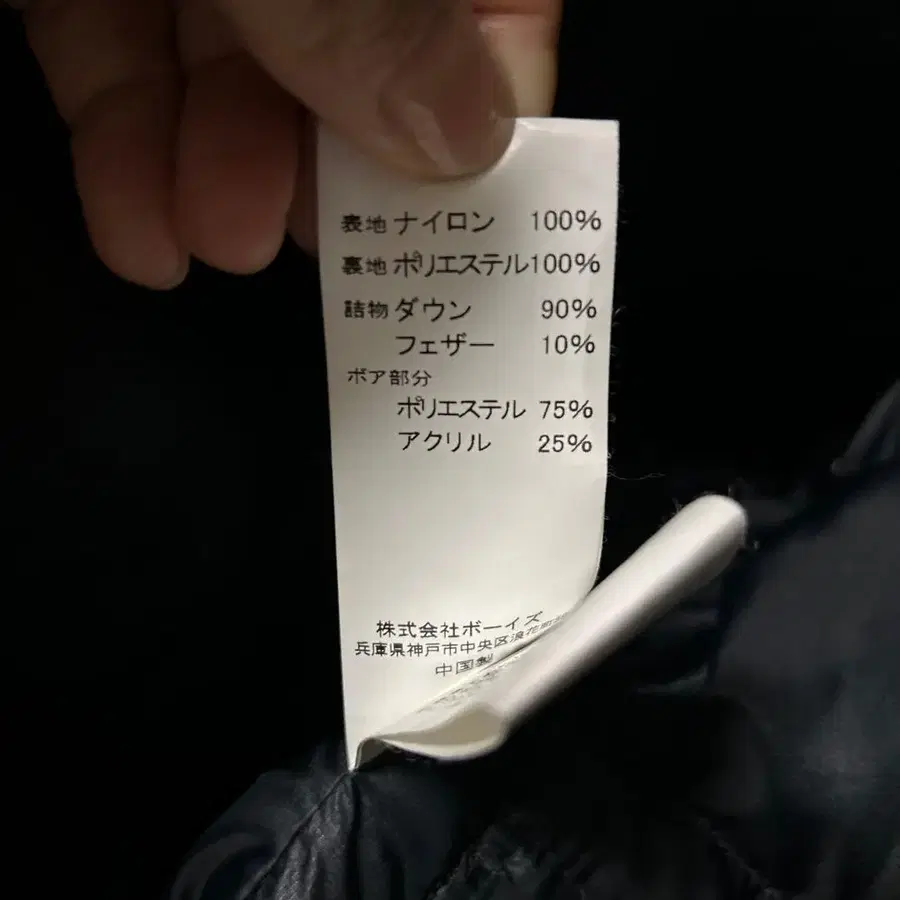 表地 ナイロン 100%
裏地 ポリエステル 100%
詰物 ダウン 90%
フェザー 10%
ボア部分
ポリエステル 75%
アクリル 25%
株式会社ボーイズ
兵庫県神戸市中央区浪花町
中国製